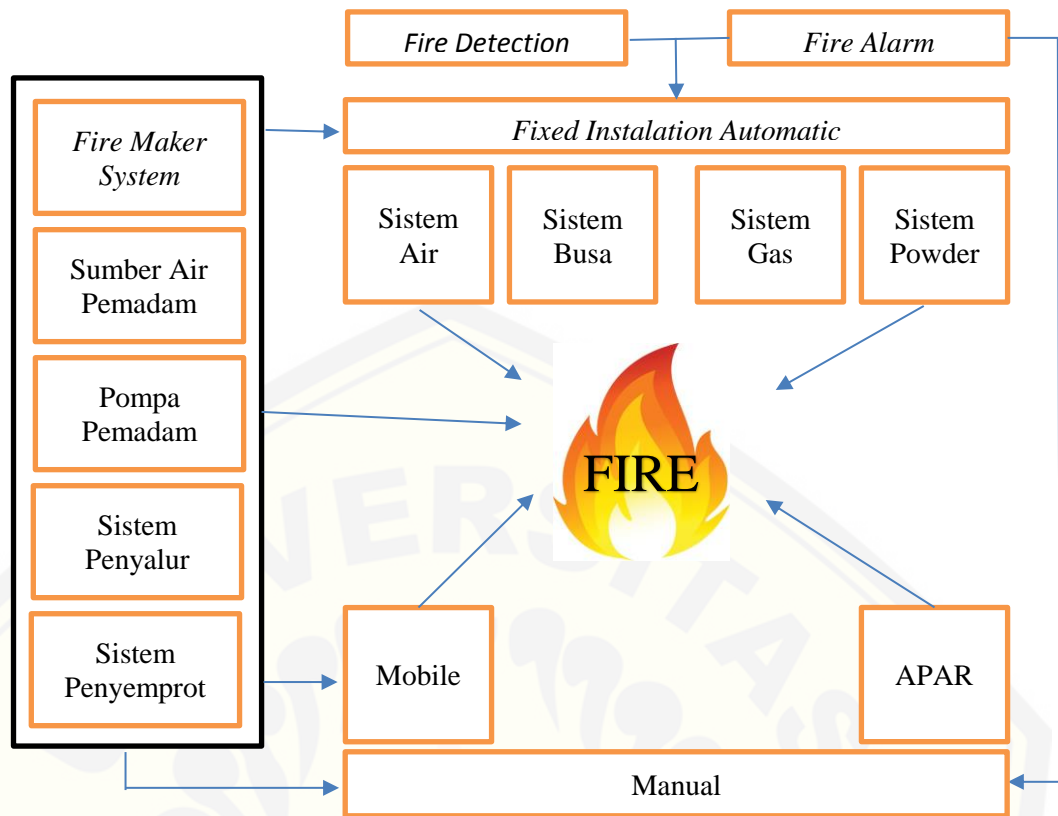 Fire Detection
Fire Alarm
Fire Maker
System
Fixed Instalation Automatic
Sistem
Air
Sistem
Busa
Sistem
Gas
Sistem
Powder
Sumber Air
Pemadam
Pompa
Pemadam
FIRE
Sistem
Penyalur
Sistem
Penyemprot
Mobile
APAR
Manual
VERSITAS